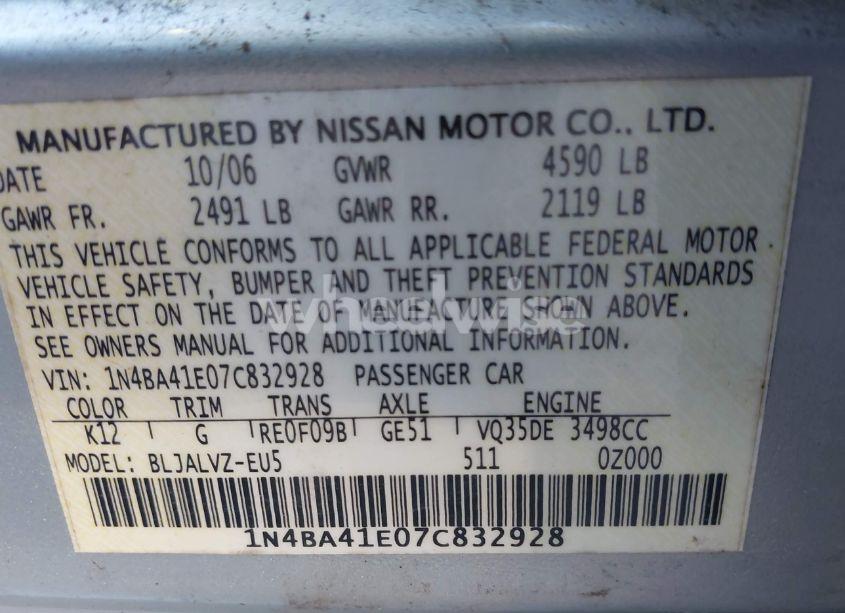 MANUFACTURED BY NISSAN MOTOR CO., LTD.
DATE 10/06 GVWR 4590 LB
GAWR FR. 2491 LB GAWR RR. 2119 LB
THIS VEHICLE CONFORMS TO ALL APPLICABLE FEDERAL MOTOR
VEHICLE SAFETY, BUMPER AND THEFT PREVENTION STANDARDS
IN EFFECT ON THE DATE OF MANUFACTURE SHOWN ABOVE.
SEE OWNERS MANUAL FOR ADDITIONAL INFORMATION.
VIN: 1N4BA41E07C832928 PASSENGER CAR
COLOR TRIM TRANS AXLE ENGINE
K12 G RE0F09B GE51 VQ35DE 3498CC
MODEL: BLJALVZ-EU5 511 0Z000
1N4BA41E07C832928